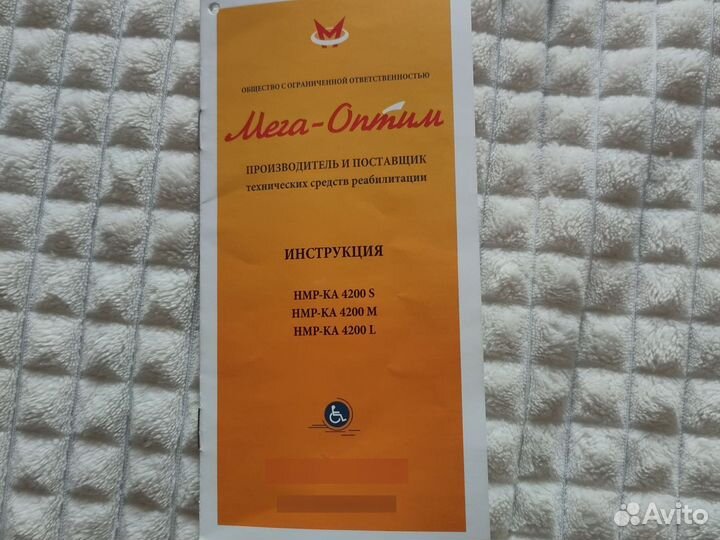 ОБЩЕСТВО С ОГРАНИЧЕННОЙ ОТВЕТСТВЕННОСТЬЮ
Мега-Оптим
ПРОИЗВОДИТЕЛЬ И ПОСТАВЩИК
технических средств реабилитации
ИНСТРУКЦИЯ
HMP-KA 4200 S
HMP-KA 4200 M
HMP-KA 4200 L
Avito